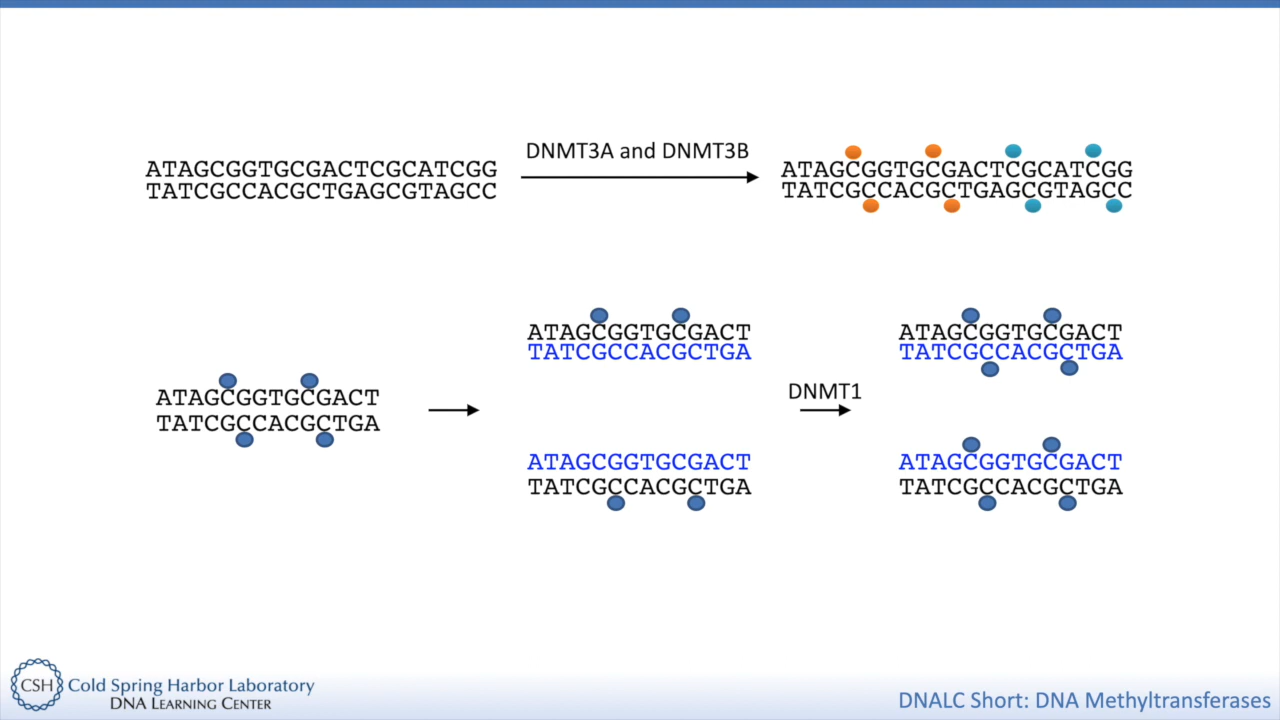 DNMT3A and DNMT3B
ATAGCGGTGCGACTCGCATCGG
TATCGCCACGCTGAGCGTAGCC
ATAGCGGTGCGACTCGCATCGG
TATCGCCACGCTGAGCGTAGCC
ATAGCGGTGCGACT
TATCGCCACGCTGA
ATAGCGGTGCGACT
TATCGCCACGCTGA
ATAGCGGTGCGACT
TATCGCCACGCTGA
DNMT1
ATAGCGGTGCGACT
TATCGCCACGCTGA
ATAGCGGTGCGACT
TATCGCCACGCTGA
CSH
Cold Spring Harbor Laboratory
DNA LEARNING CENTER
DNALC Short: DNA Methyltransferases